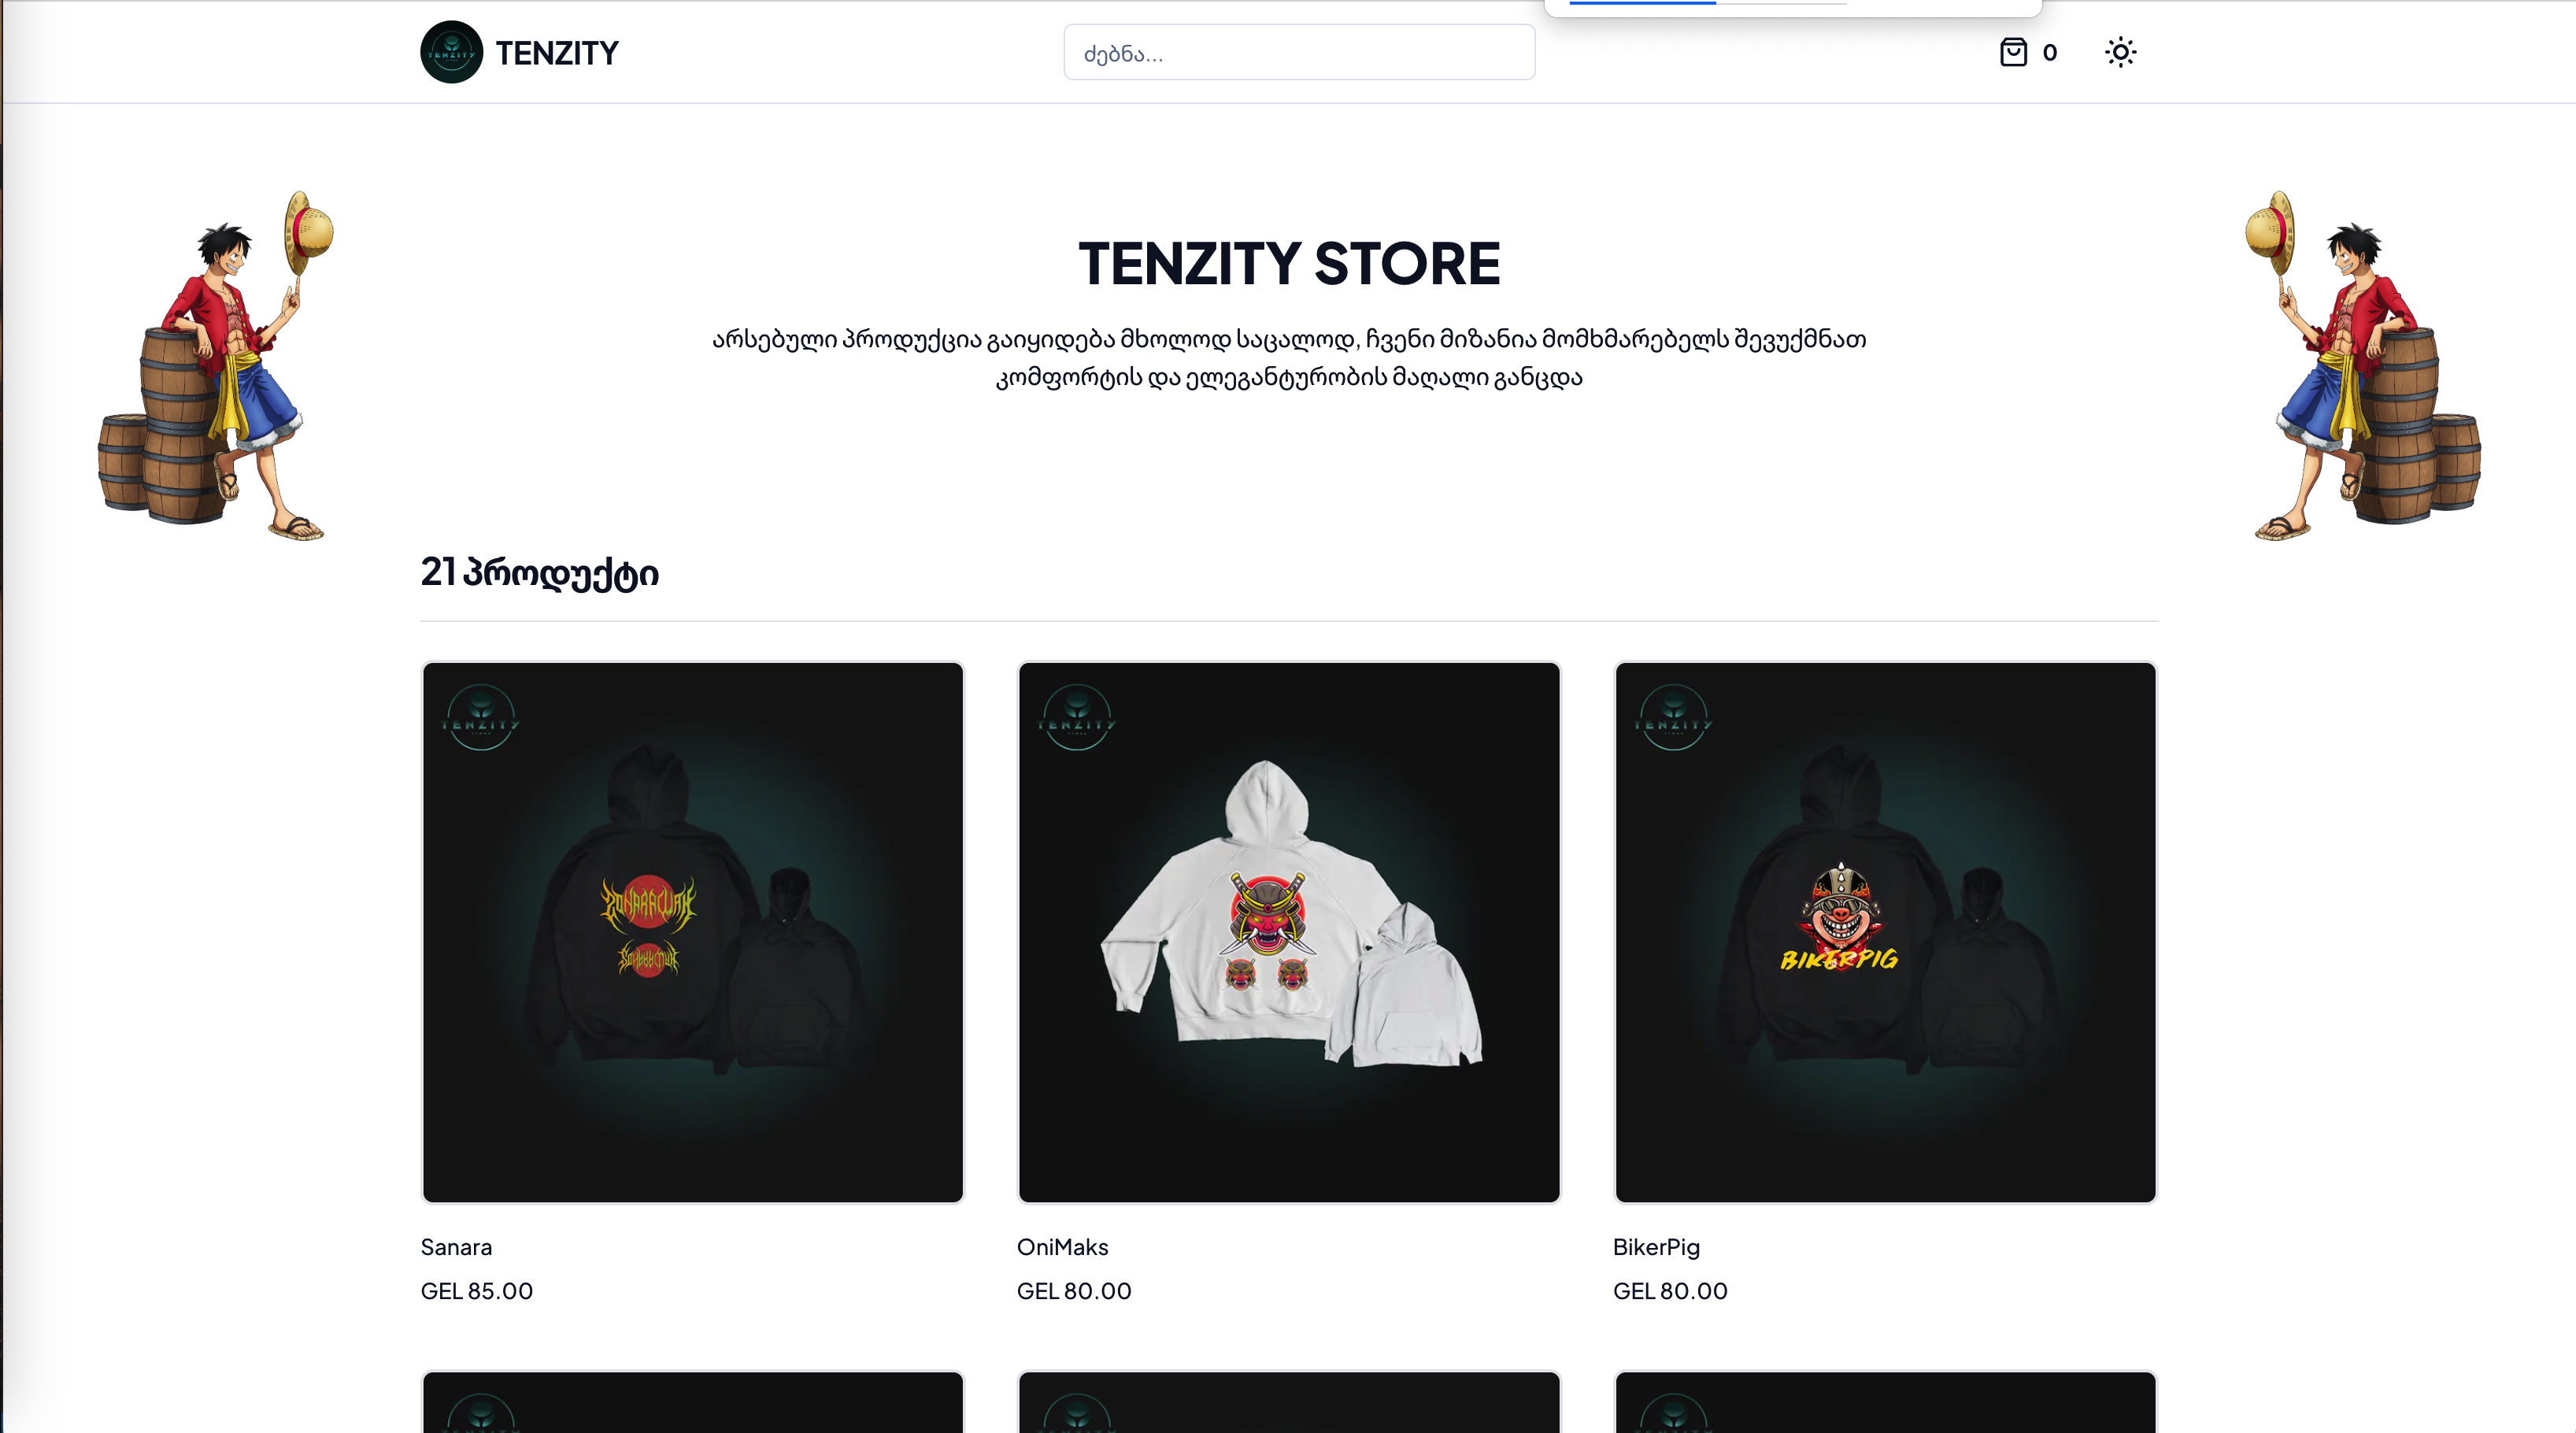 TENZITY
TENZITY
ძებნა...
0
TENZITY STORE
არსებული პროდუქცია გაიყიდება მხოლოდ საცალოდ, ჩვენი მიზანია მომხმარებელს შევუქმნათ
კომფორტის და ელეგანტურობის მაღალი განცდა
21 პროდუქტი
TENZITY
TENZITY
TENZITY
BIKERPIG
Sanara
OniMaks
BikerPig
GEL 85.00
GEL 80.00
GEL 80.00